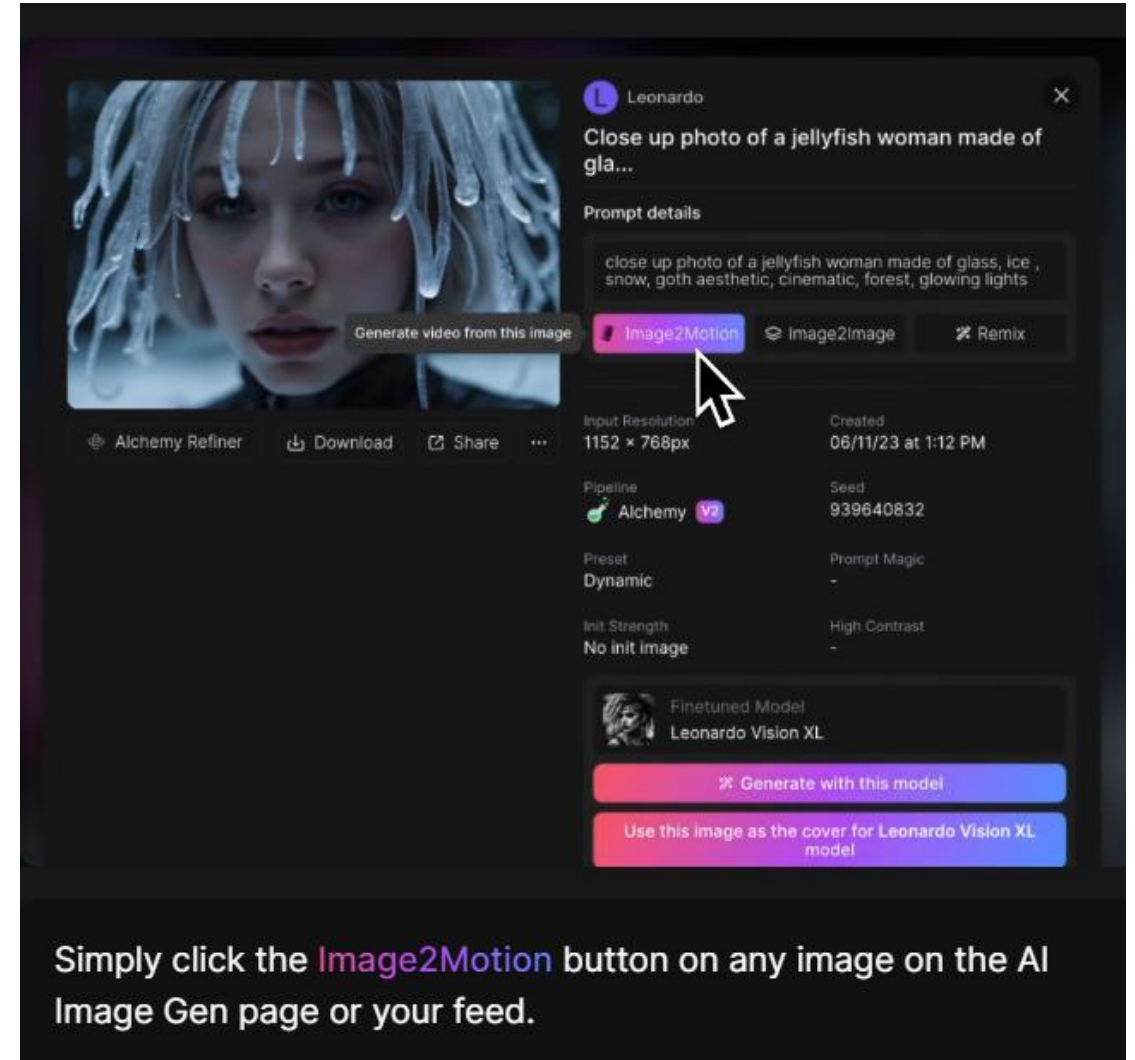 L Leonardo
Close up photo of a jellyfish woman made of
gla...
Prompt details
close up photo of a jellyfish woman made of glass, ice ,
snow, goth aesthetic, cinematic, forest, glowing lights
Generate video from this image
Image2Motion Image2Image Remix
Alchemy Refiner Download Share ...
Input Resolution Created
1152 × 768px 06/11/23 at 1:12 PM
Pipeline Seed
Alchemy V2 939640832
Preset Prompt Magic
Dynamic -
Init Strength High Contrast
No init image -
Finetuned Model
Leonardo Vision XL
Generate with this model
Use this image as the cover for Leonardo Vision XL
model
Simply click the Image2Motion button on any image on the AI
Image Gen page or your feed.